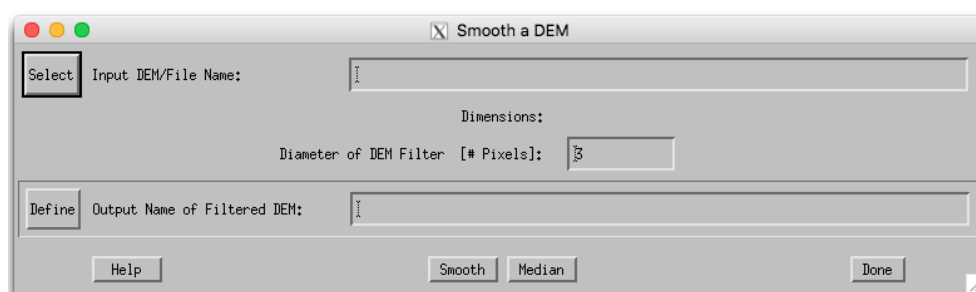 Smooth a DEM
Select Input DEM/File Name:
Dimensions:
Diameter of DEM Filter [# Pixels]: 3
Define Output Name of Filtered DEM:
Help Smooth Median Done